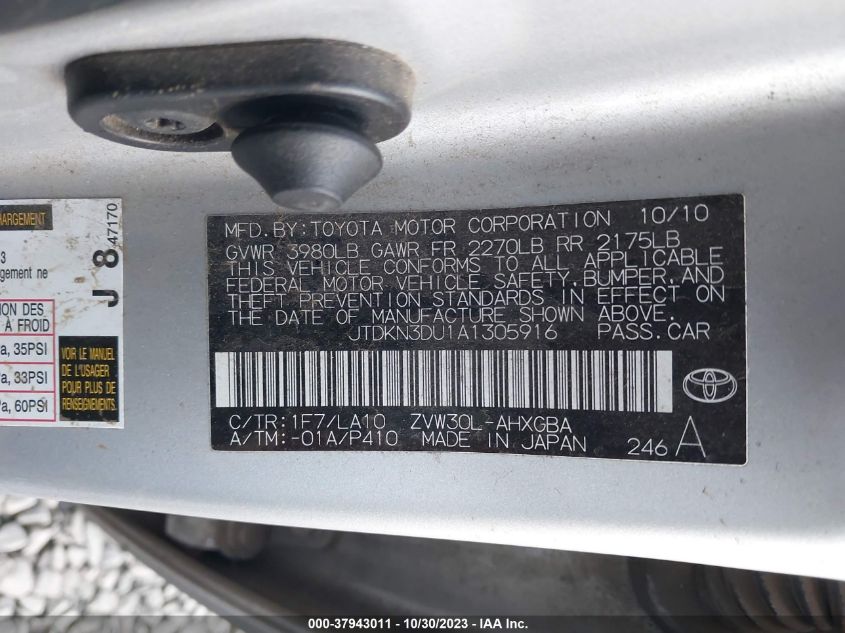 MFD.BY:TOYOTA MOTOR CORPORATION 10/10
GVWR 3980LB GAWR FR 2270LB RR 2175LB
THIS VEHICLE CONFORMS TO ALL APPLICABLE
FEDERAL MOTOR VEHICLE SAFETY,BUMPER,AND
THEFT PREVENTION STANDARDS IN EFFECT ON
THE DATE OF MANUFACTURE SHOWN ABOVE.
JTDKN3DU1A1305916 PASS.CAR
C/TR:1F7/LA10 ZVW30L-AHXGBA
A/TM:-01A/P410 MADE IN JAPAN 246 A
HARGEMENT
3
gement ne
ION DES
À FROID
a, 35PSI
a, 33PSI
Pa, 60PSI
VOIR LE MANUEL
DE L'USAGER
POUR PLUS DE
RENSEIGNEMENTS.
J 8
47170
000-37943011 - 10/30/2023 - IAA Inc.